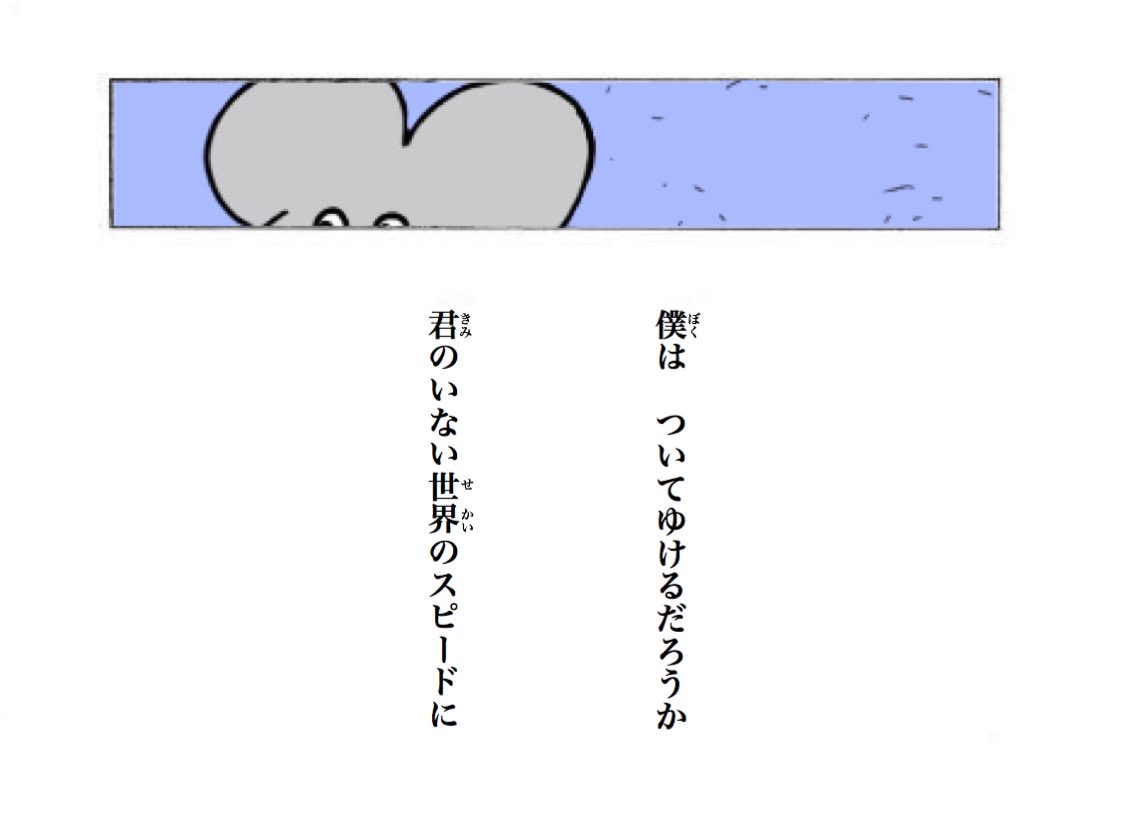 僕は　ついてゆけるだろうか
君のいない世界のスピードに